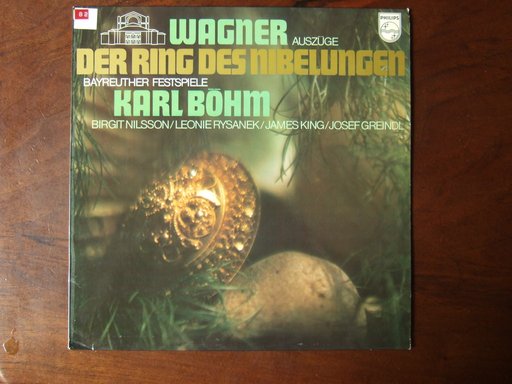 B 2
WAGNER AUSZÜGE
PHILIPS
DER RING DES NIBELUNGEN
BAYREUTHER FESTSPIELE
KARL BÖHM
BIRGIT NILSSON/LEONIE RYSANEK/JAMES KING/JOSEF GREINDL